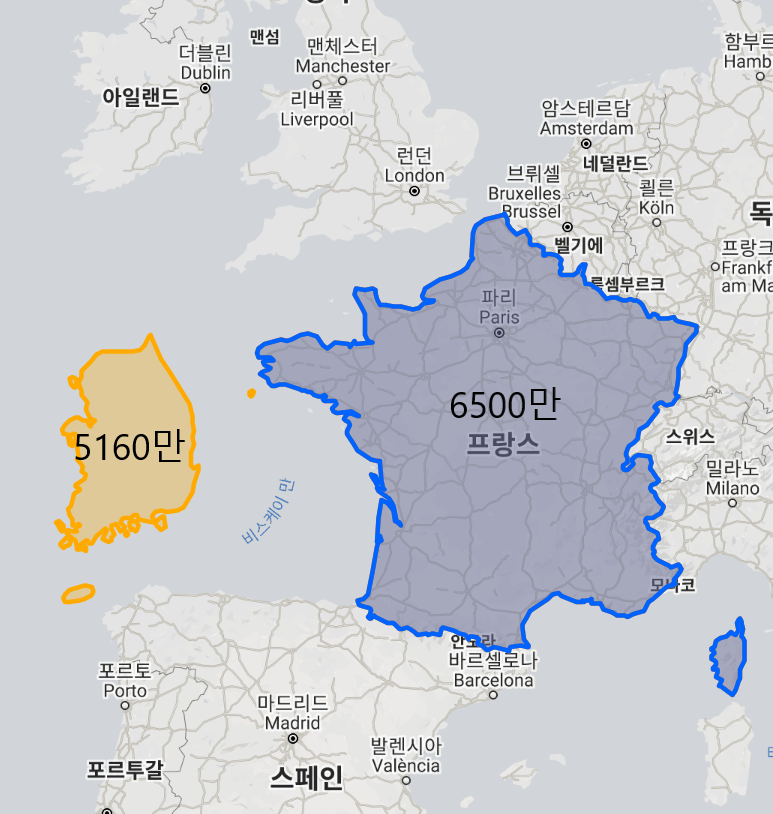 맨섬
더블린
Dublin
맨체스터
Manchester
함부르
Hamb
아일랜드
리버풀
Liverpool
암스테르담
Amsterdam
런던
London
네덜란드
브뤼셀
Bruxelles
Brussel
쾰른
Köln
독
벨기에
프랑크
Frankf
am Ma
룩셈부르크
파리
Paris
6500만
프랑스
5160만
스위스
밀라노
Milano
비스케이 만
모나코
안도라
바르셀로나
Barcelona
포르토
Porto
마드리드
Madrid
발렌시아
València
포르투갈
스페인